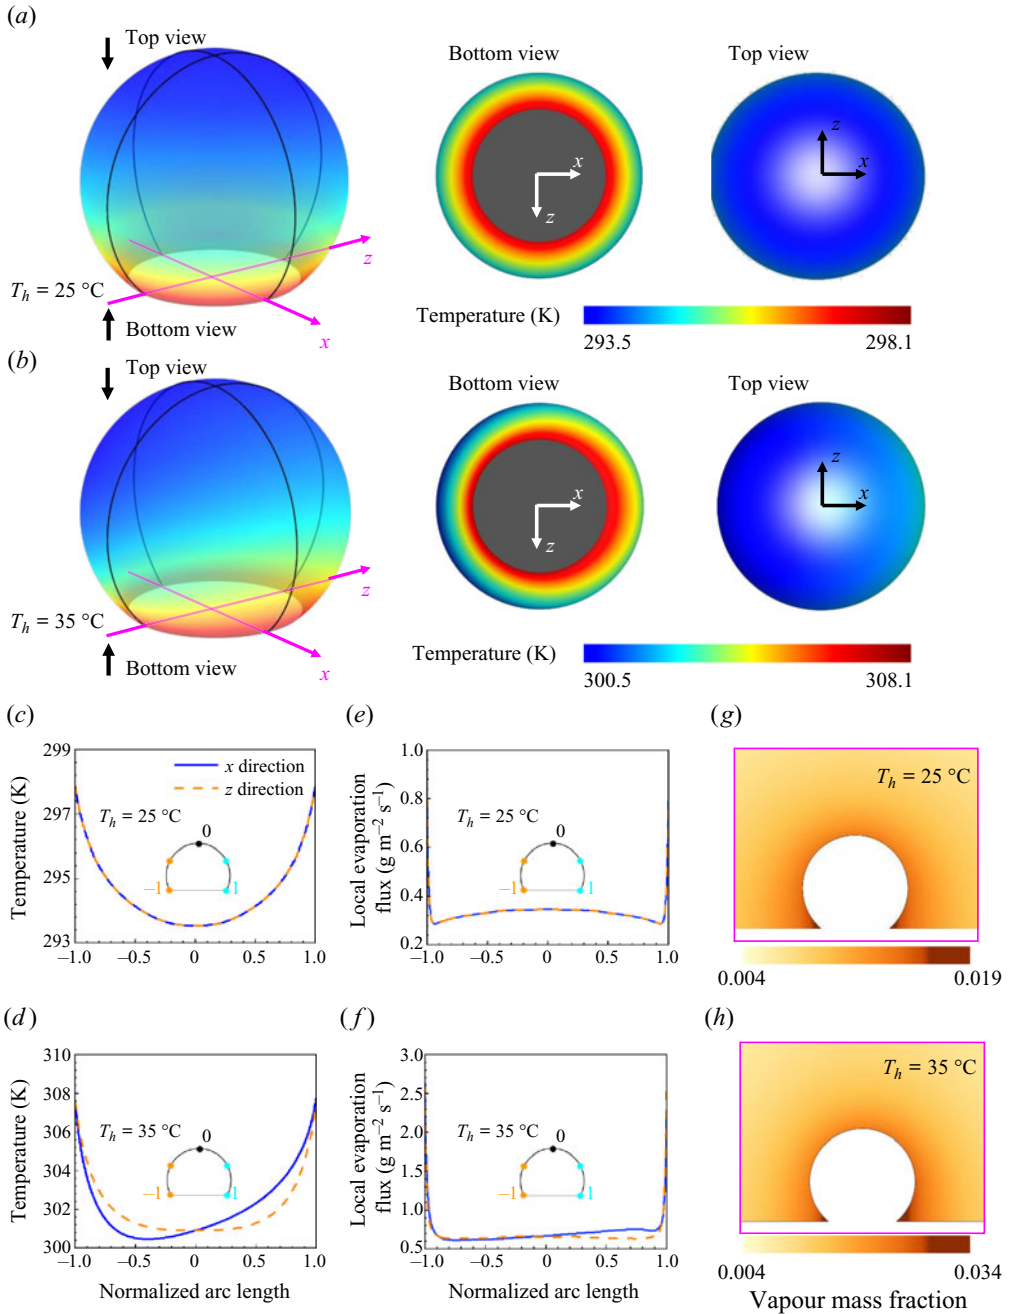 (a)
Top view
Bottom view
Top view
z
x
x
z
z
T_h = 25 °C
Bottom view
x
Temperature (K)
293.5
298.1
(b)
Top view
Bottom view
Top view
z
x
x
z
z
T_h = 35 °C
Bottom view
x
Temperature (K)
300.5
308.1
(c)
(e)
(g)
299
297
295
293
Temperature (K)
x direction
z direction
T_h = 25 °C
0
–1
1
–1.0
–0.5
0
0.5
1.0
1.0
0.8
0.6
0.4
0.2
Local evaporation
flux (g m⁻² s⁻¹)
T_h = 25 °C
0
–1
1
–1.0
–0.5
0
0.5
1.0
T_h = 25 °C
0.004
0.019
(d)
(f)
(h)
310
308
306
304
301
300
Temperature (K)
T_h = 35 °C
0
–1
1
–1.0
–0.5
0
0.5
1.0
Normalized arc length
3.0
2.5
2.0
1.5
1.0
0.5
Local evaporation
flux (g m⁻² s⁻¹)
T_h = 35 °C
0
–1
1
–1.0
–0.5
0
0.5
1.0
Normalized arc length
T_h = 35 °C
0.004
0.034
Vapour mass fraction